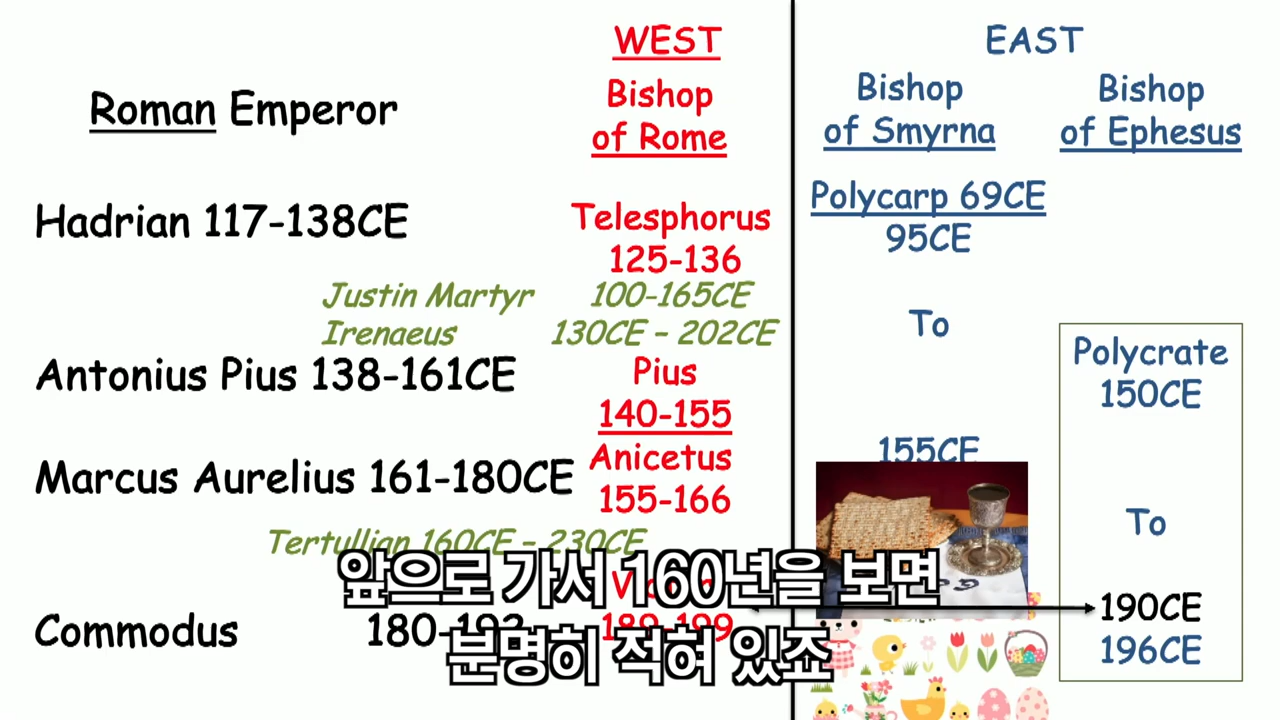 WEST
EAST
Roman Emperor
Bishop
of Rome
Bishop
of Smyrna
Bishop
of Ephesus
Hadrian 117-138CE
Telesphorus
125-136
Polycarp 69CE
95CE
Justin Martyr 100-165CE
Irenaeus 130CE – 202CE
To
Antonius Pius 138-161CE
Pius
140-155
Polycrate
150CE
Marcus Aurelius 161-180CE
Anicetus
155-166
155CE
Tertullian 160CE – 230CE
To
앞으로 가서 160년을 보면
분명히 적혀 있죠
Commodus
189-199
190CE
196CE